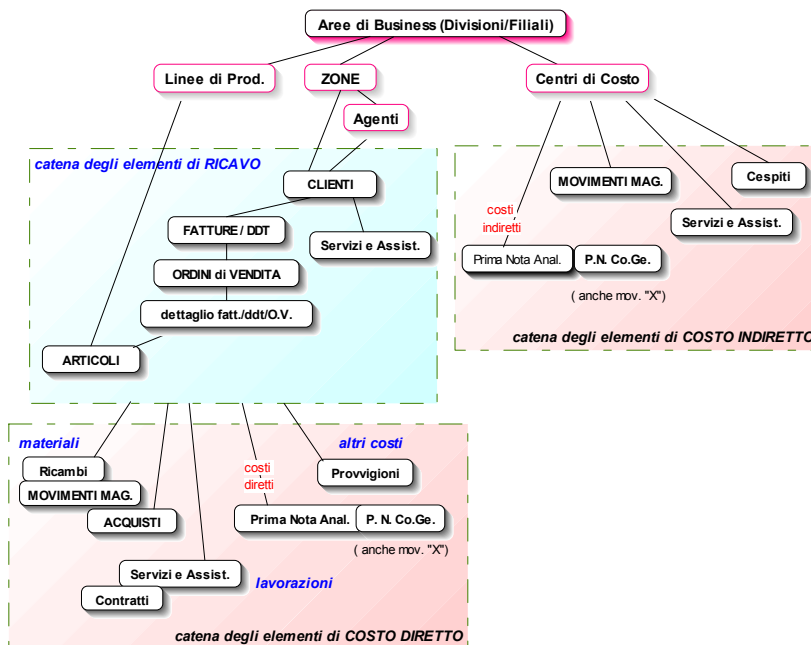 Aree di Business (Divisioni/Filiali)
Linee di Prod.
ZONE
Centri di Costo
Agenti
catena degli elementi di RICAVO
CLIENTI
MOVIMENTI MAG.
Cespiti
costi
indiretti
FATTURE / DDT
Servizi e Assist.
Servizi e Assist.
Prima Nota Anal.
P.N. Co.Ge.
ORDINI di VENDITA
( anche mov. "X")
dettaglio fatt./ddt/O.V.
catena degli elementi di COSTO INDIRETTO
ARTICOLI
materiali
altri costi
Ricambi
costi
diretti
Provvigioni
MOVIMENTI MAG.
ACQUISTI
Prima Nota Anal.
P. N. Co.Ge.
( anche mov. "X")
Servizi e Assist.
lavorazioni
Contratti
catena degli elementi di COSTO DIRETTO